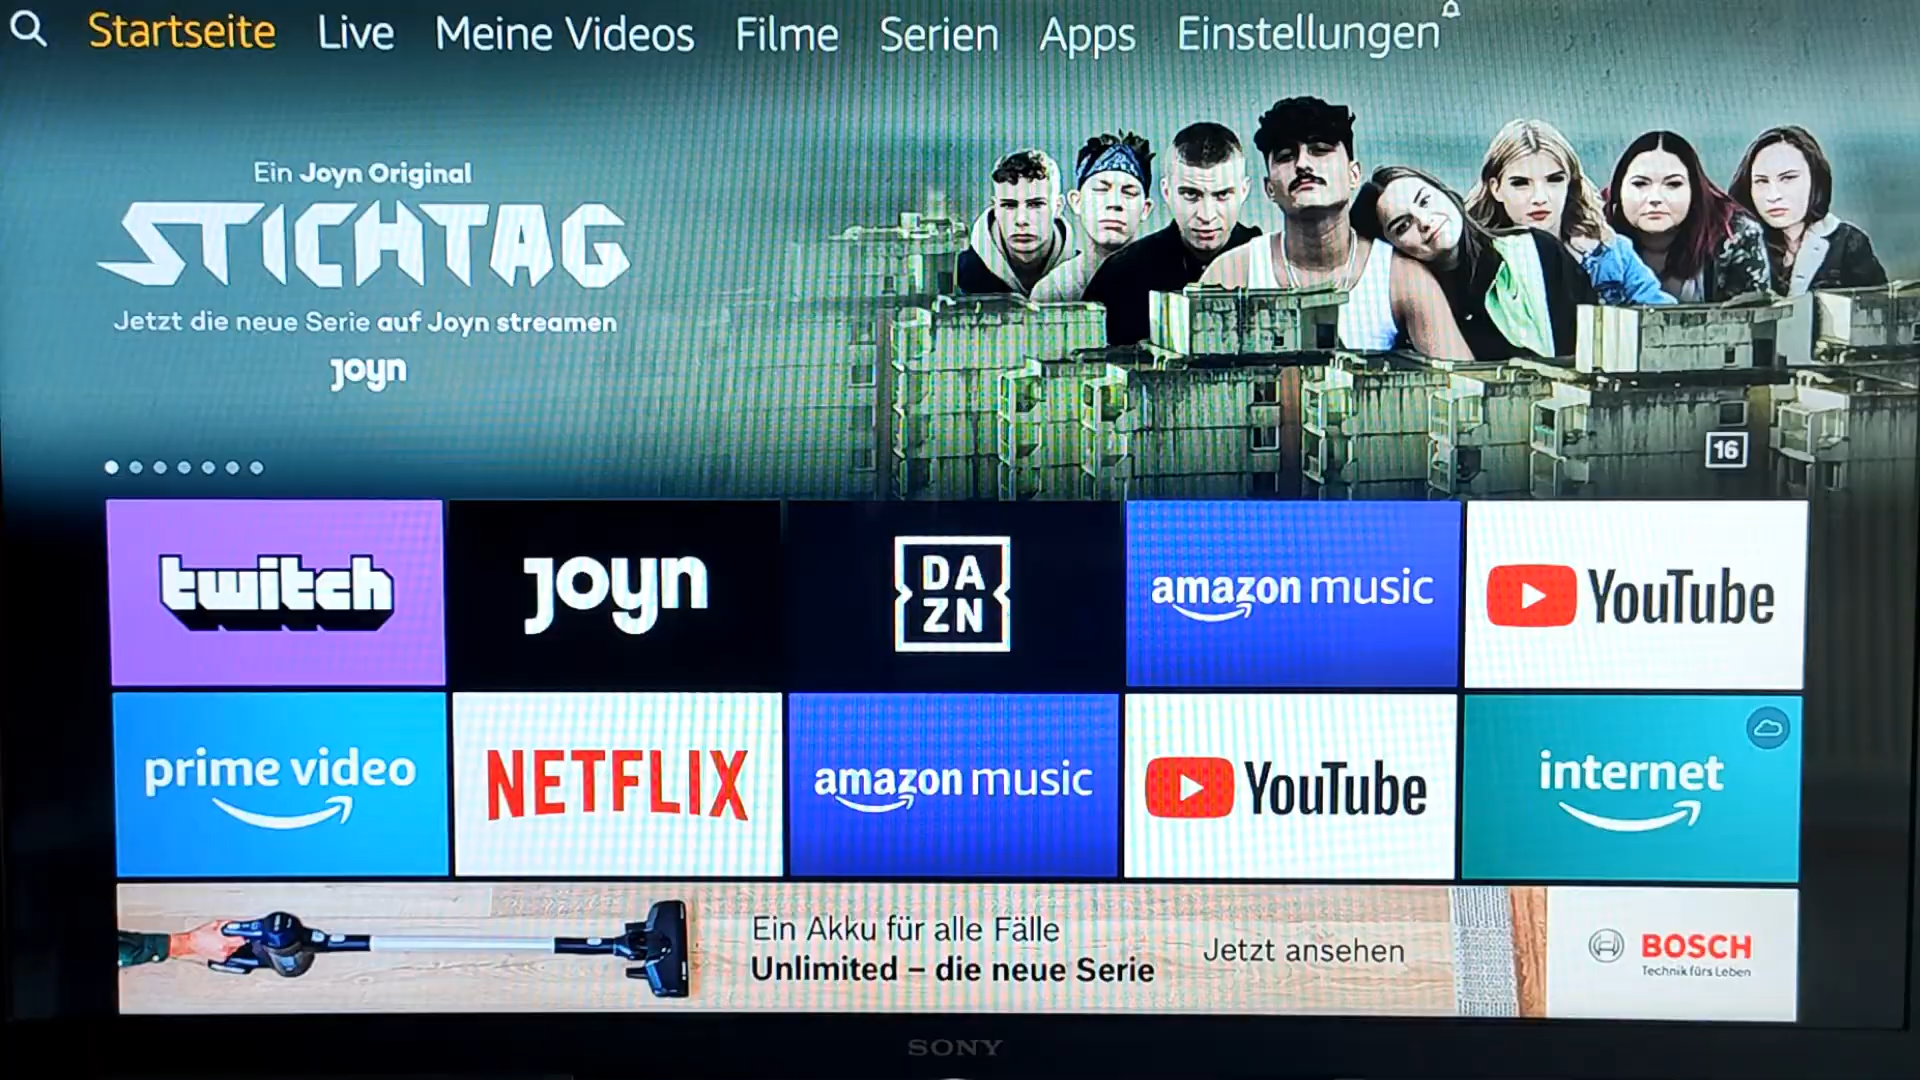 Startseite Live Meine Videos Filme Serien Apps Einstellungen
Ein Joyn Original
STICHTAG
Jetzt die neue Serie auf Joyn streamen
joyn
16
twitch
joyn
DA
ZN
amazon music
YouTube
prime video
NETFLIX
amazon music
YouTube
internet
Ein Akku für alle Fälle
Unlimited – die neue Serie
Jetzt ansehen
BOSCH
Technik fürs Leben
SONY